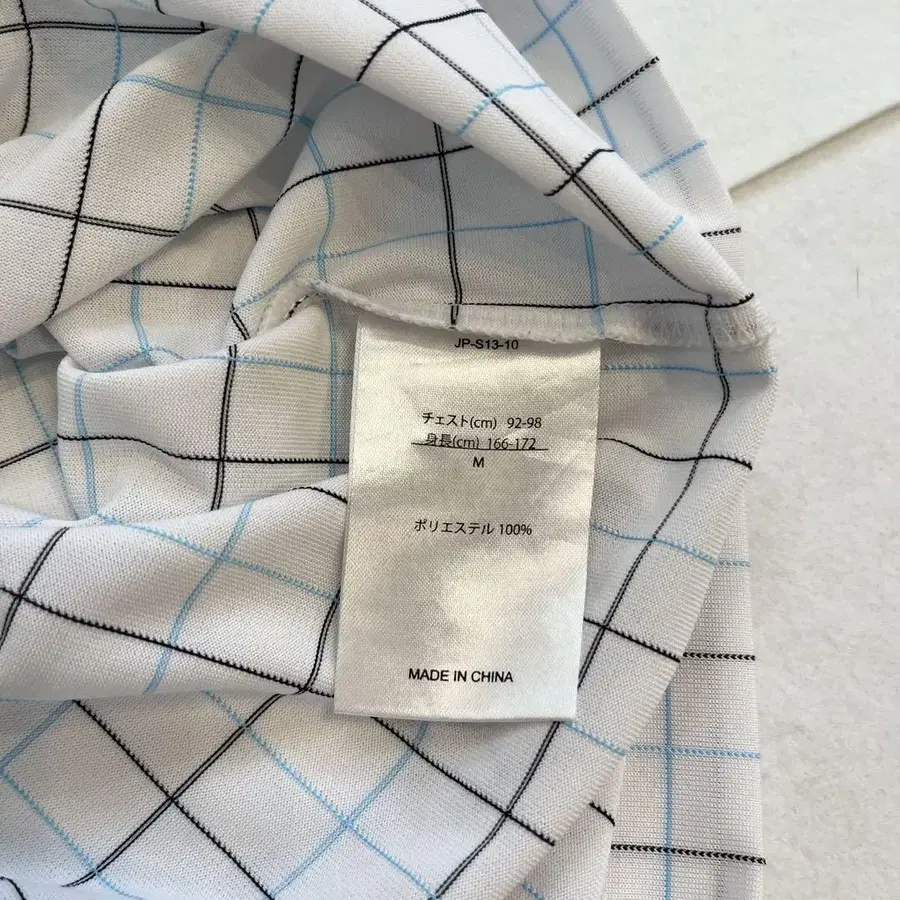 JP-S13-10
チェスト(cm) 92-98
身長(cm) 166-172
M
ポリエステル 100%
MADE IN CHINA